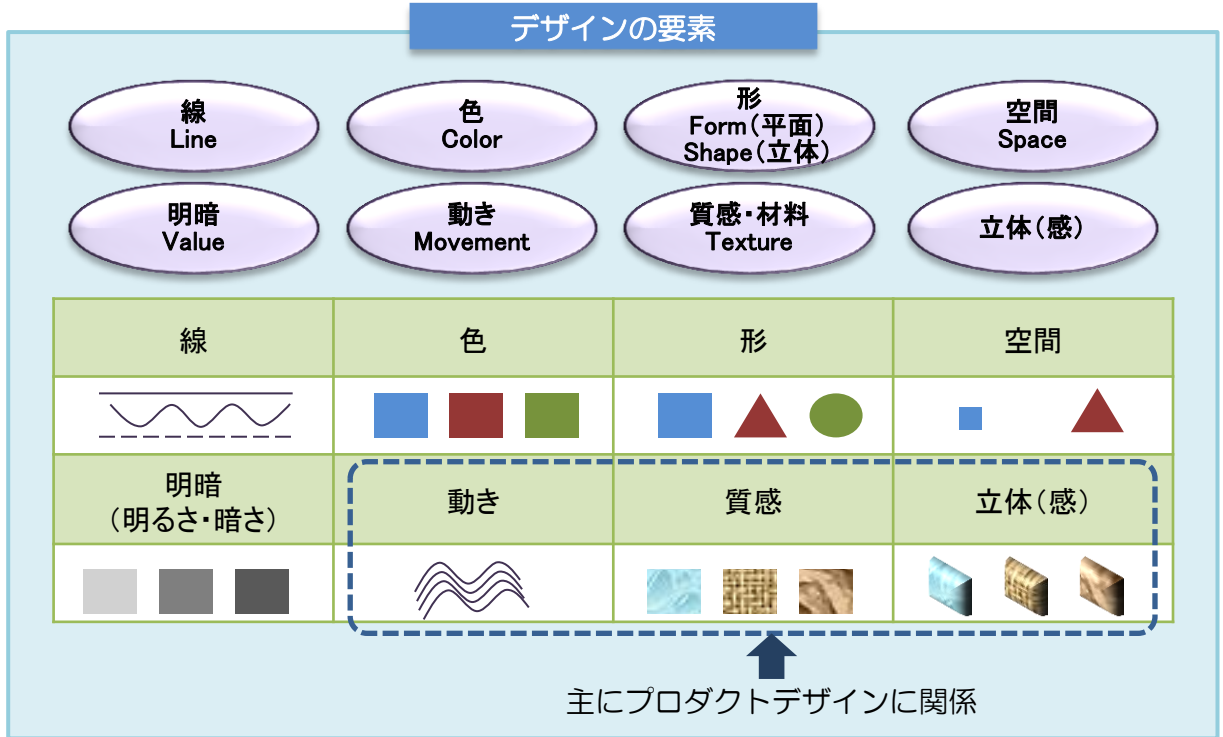 デザインの要素
線
Line
色
Color
形
Form(平面)
Shape(立体)
空間
Space
明暗
Value
動き
Movement
質感・材料
Texture
立体(感)
線
色
形
空間
明暗
(明るさ・暗さ)
動き
質感
立体(感)
主にプロダクトデザインに関係